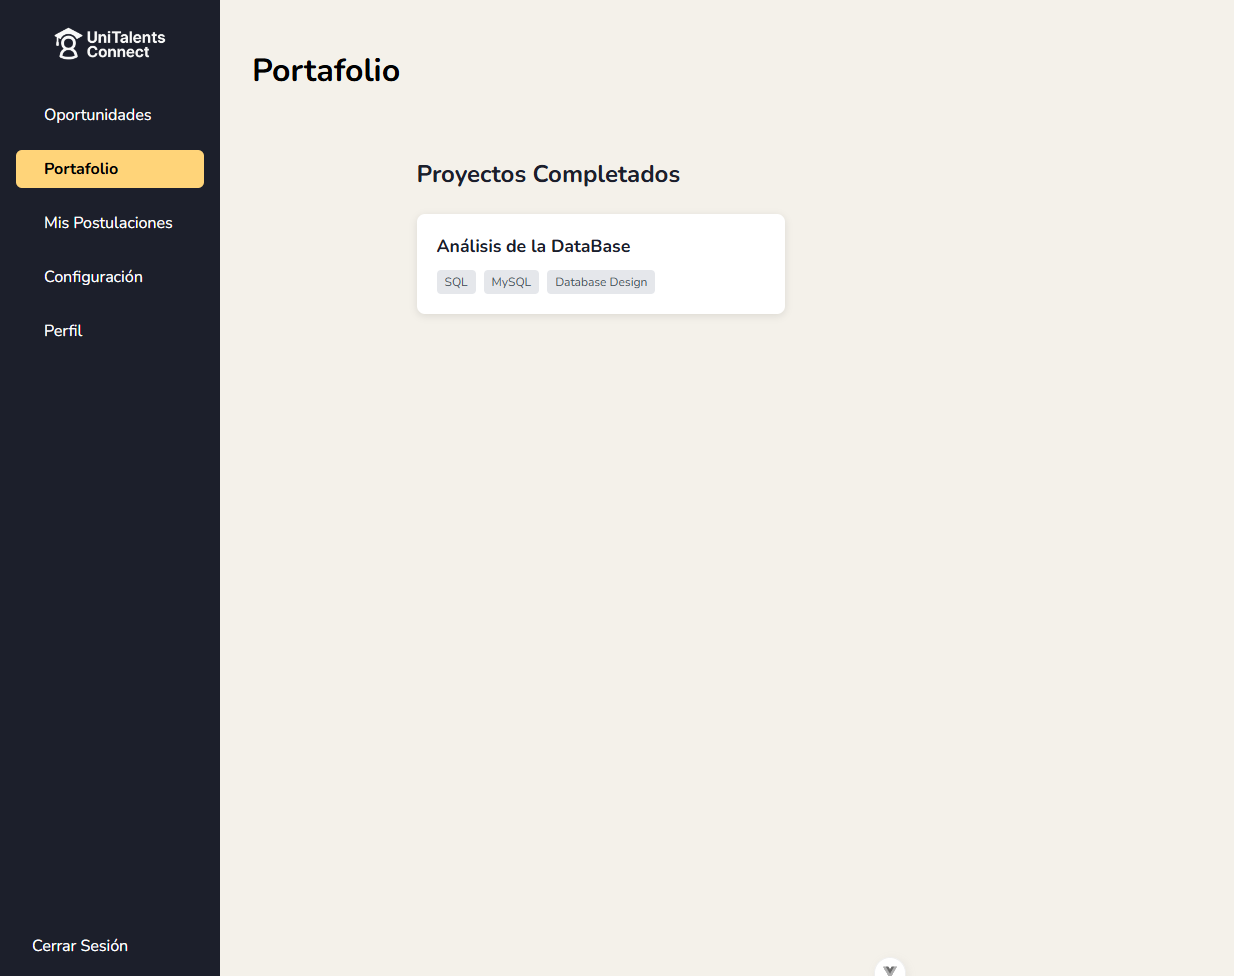 UniTalents
Connect
Oportunidades
Portafolio
Mis Postulaciones
Configuración
Perfil
Cerrar Sesión
Portafolio
Proyectos Completados
Análisis de la DataBase
SQL MySQL Database Design